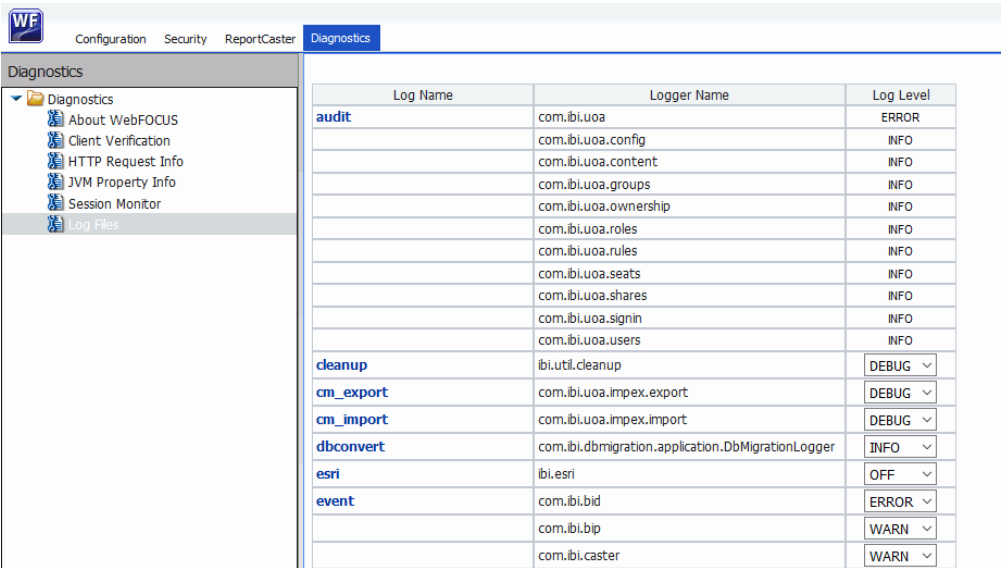 WF
Configuration Security ReportCaster Diagnostics
Diagnostics
Diagnostics
About WebFOCUS
Client Verification
HTTP Request Info
JVM Property Info
Session Monitor
Log Files
Log Name Logger Name Log Level
audit com.ibi.uoa ERROR
com.ibi.uoa.config INFO
com.ibi.uoa.content INFO
com.ibi.uoa.groups INFO
com.ibi.uoa.ownership INFO
com.ibi.uoa.roles INFO
com.ibi.uoa.rules INFO
com.ibi.uoa.seats INFO
com.ibi.uoa.shares INFO
com.ibi.uoa.signin INFO
com.ibi.uoa.users INFO
cleanup ibi.util.cleanup DEBUG
cm_export com.ibi.uoa.impex.export DEBUG
cm_import com.ibi.uoa.impex.import DEBUG
dbconvert com.ibi.dbmigration.application.DbMigrationLogger INFO
esri ibi.esri OFF
event com.ibi.bid ERROR
com.ibi.bip WARN
com.ibi.caster WARN